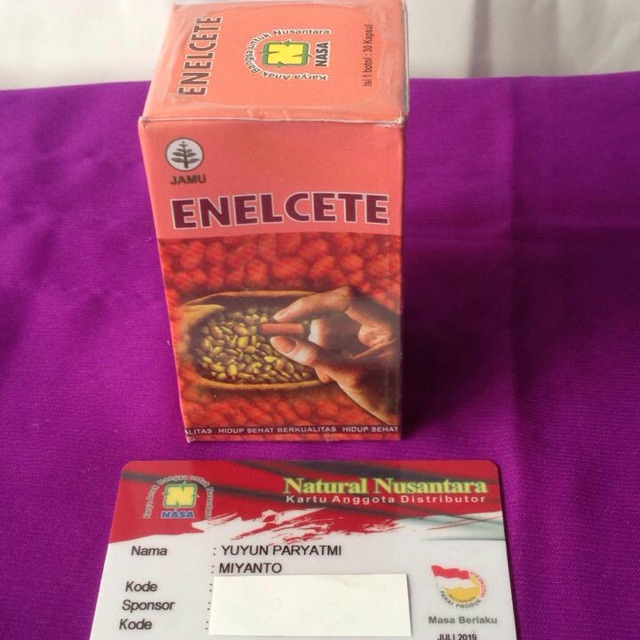 ENELCETE
Karya Anak Bangsa Untuk Nusantara
NASA
Isi 1 botol : 30 Kapsul
JAMU
ENELCETE
ALITAS HIDUP SEHAT BERKUALITAS HIDUP SEHAT
Natural Nusantara
Kartu Anggota Distributor
NASA
Nama : YUYUN PARYATMI
: MIYANTO
Kode :
Sponsor
Kode :
Masa Berlaku
JULI 2019